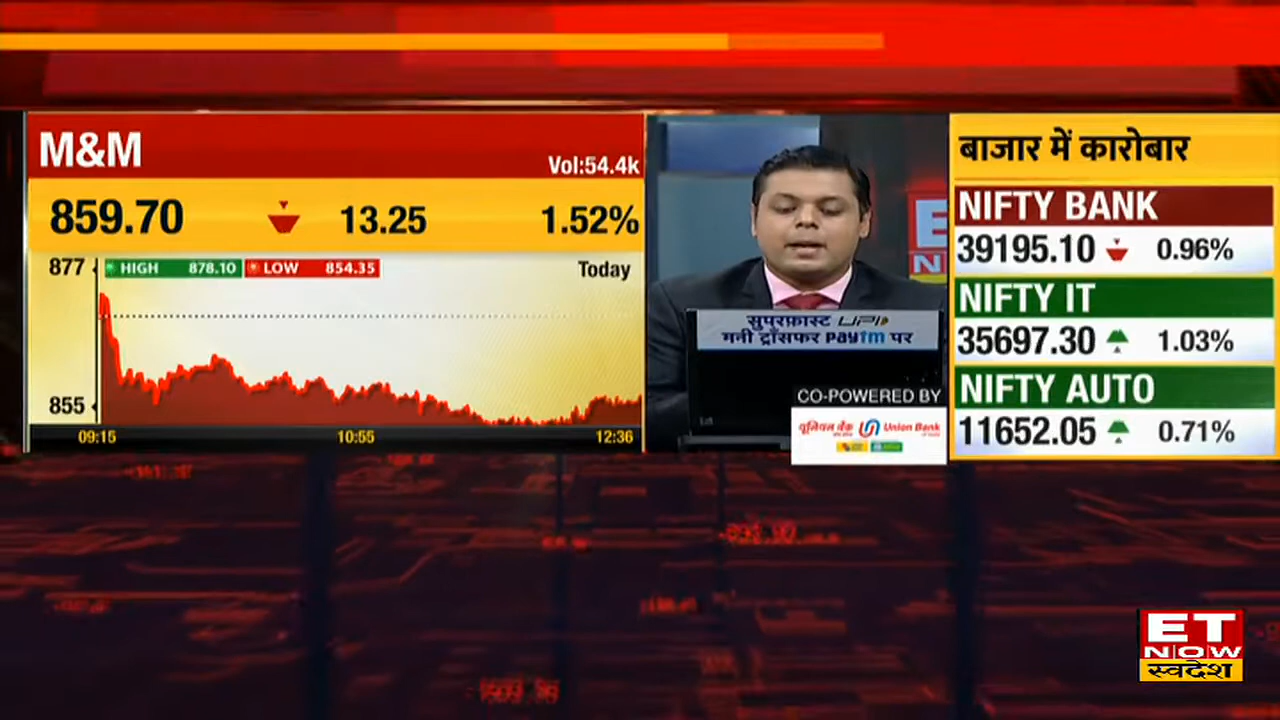 M&M
Vol:54.4k
859.70 13.25 1.52%
877
HIGH 878.10 LOW 854.35
Today
855
09:15 10:55 12:36
सुपरफ़ास्ट UPI
मनी ट्राँसफर paytm पर
CO-POWERED BY
यूनियन बैंक Union Bank
बाजार में कारोबार
NIFTY BANK
39195.10 0.96%
NIFTY IT
35697.30 1.03%
NIFTY AUTO
11652.05 0.71%
ET
NOW
स्वदेश